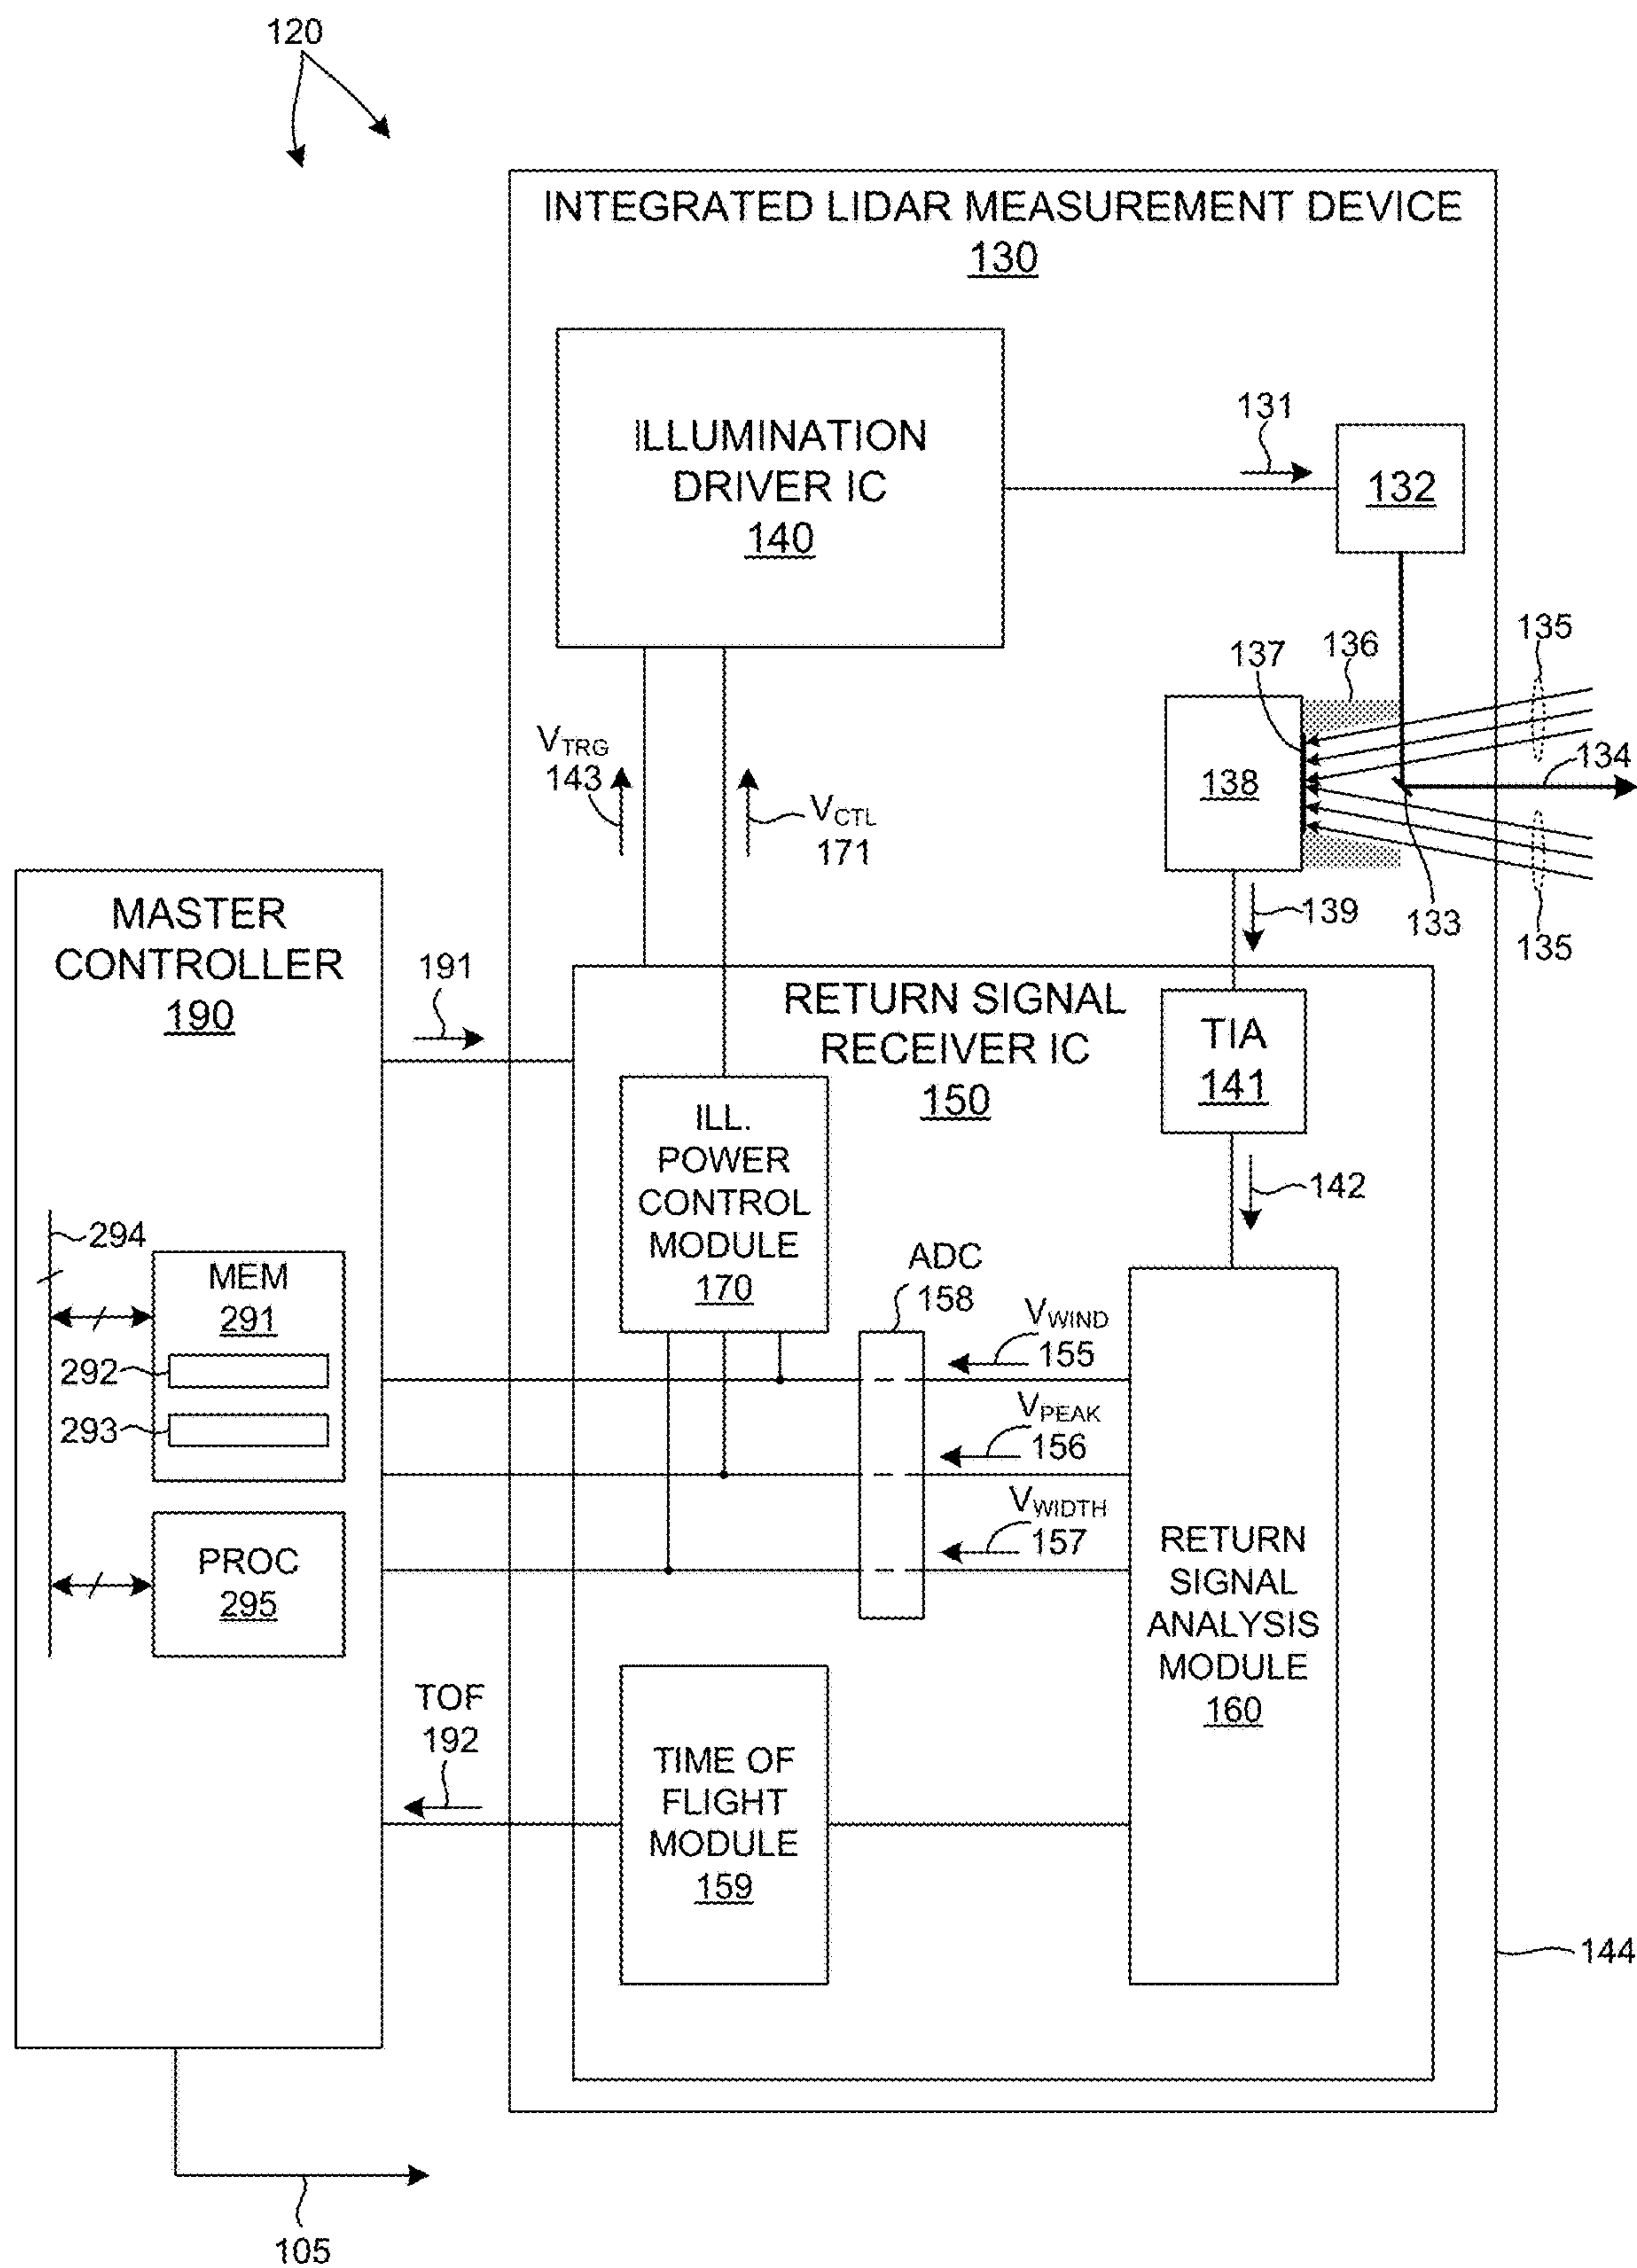 120
INTEGRATED LIDAR MEASUREMENT DEVICE
130
ILLUMINATION
DRIVER IC
140
131
132
135
136
137
134
138
VTRG
143
VCTL
171
139
133
135
MASTER
CONTROLLER
190
191
RETURN SIGNAL
RECEIVER IC
150
TIA
141
142
ILL.
POWER
CONTROL
MODULE
170
294
MEM
291
292
293
PROC
295
ADC
158
VWIND
155
VPEAK
156
VWIDTH
157
RETURN
SIGNAL
ANALYSIS
MODULE
160
TOF
192
TIME OF
FLIGHT
MODULE
159
144
105